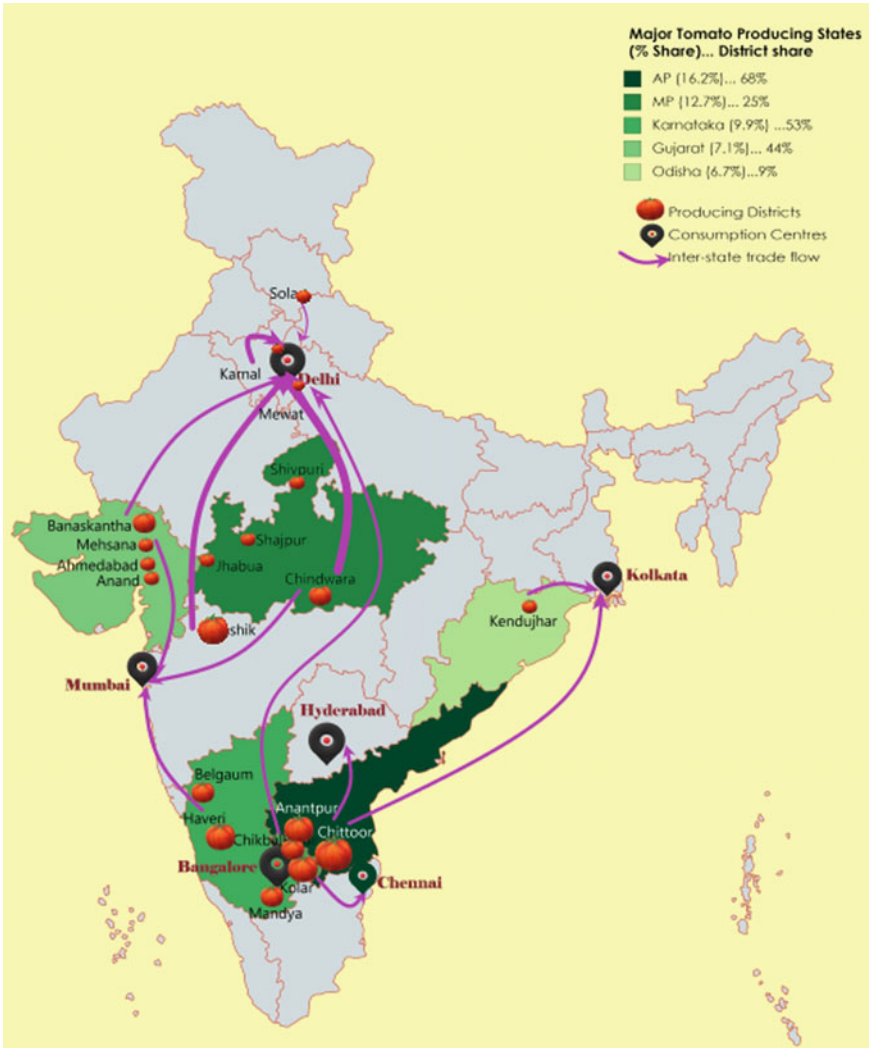 Major Tomato Producing States
(% Share)... District share
AP (16.2%)... 68%
MP (12.7%)... 25%
Karnataka (9.9%) ...53%
Gujarat (7.1%)... 44%
Odisha (6.7%)...9%
Producing Districts
Consumption Centres
Inter-state trade flow
Karnal
Delhi
Mewat
Shivpuri
Banaskantha
Shajpur
Mehsana
Jhabua
Ahmedabad
Anand
Chindwara
Kolkata
Kendujhar
Mumbai
Hyderabad
Belgaum
Anantpur
Haveri
Chittoor
Bangalore
Chennai
Kolar
Mandya